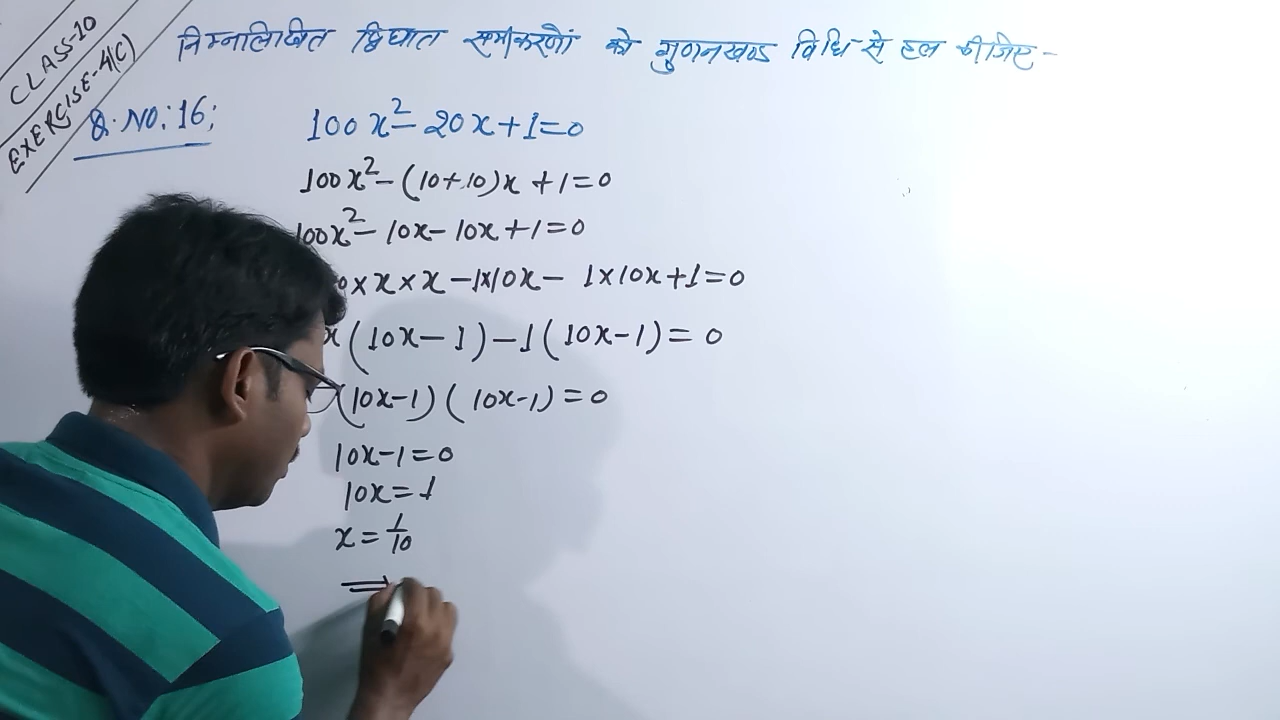 CLASS-10
EXERCISE-4(C)
निम्नलिखित द्विघात समीकरणों को गुणनखण्ड विधि से हल कीजिए-
Q. NO: 16;
100x²- 20x+1=0
100x²-(10+10)x +1=0
100x²- 10x- 10x+1=0
0×x×x-1×10x- 1×10x+1=0
x(10x-1)-1(10x-1)= 0
(10x-1)(10x-1)=0
10x-1=0
10x=1
x=1/10